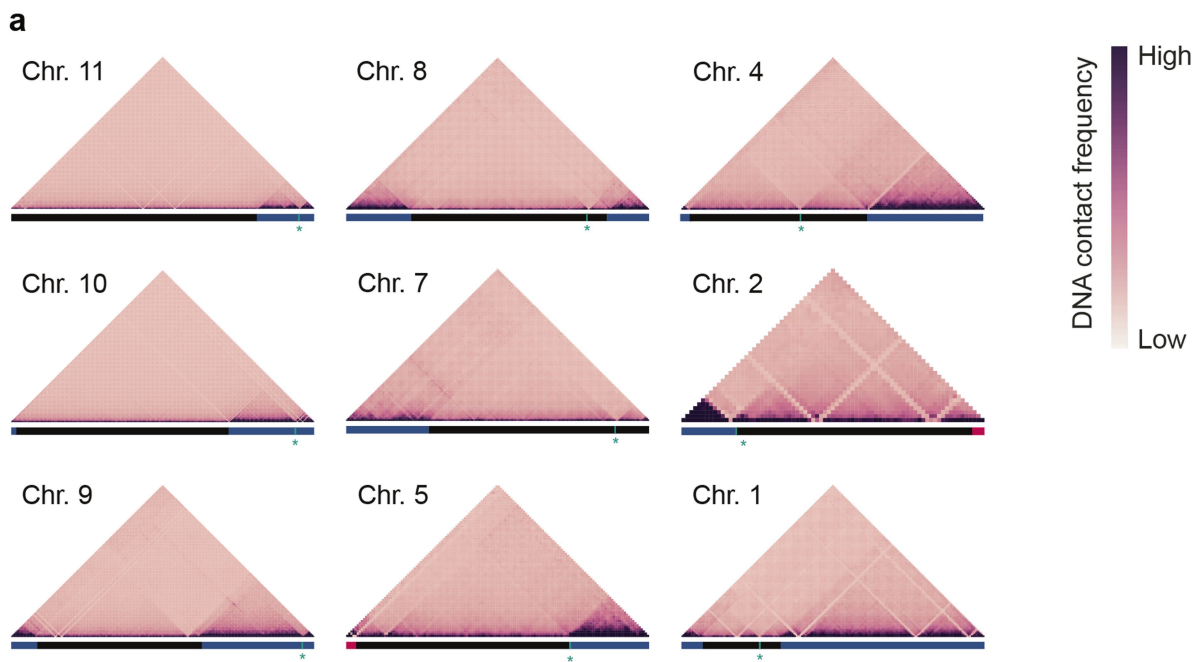 a
Chr. 11
Chr. 8
Chr. 4
DNA contact frequency
High
Low
*
*
*
Chr. 10
Chr. 7
Chr. 2
*
*
*
Chr. 9
Chr. 5
Chr. 1
*
*
*